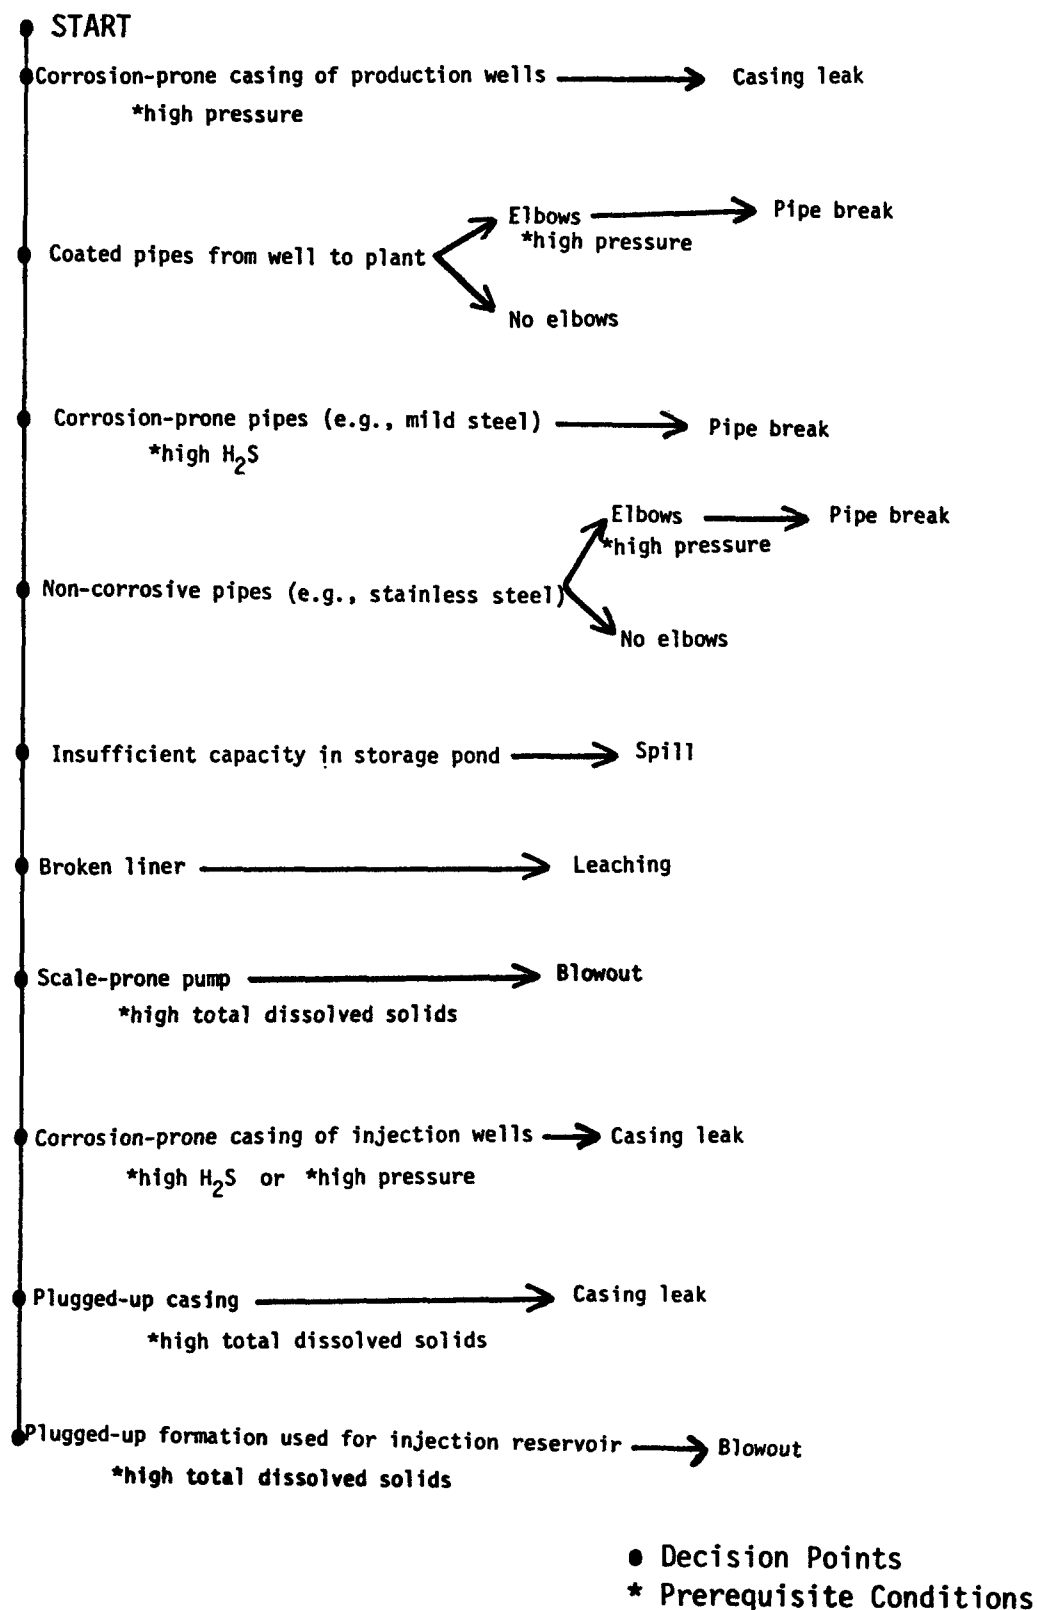 START
Corrosion-prone casing of production wells Casing leak
*high pressure
Elbows Pipe break
*high pressure
Coated pipes from well to plant
No elbows
Corrosion-prone pipes (e.g., mild steel) Pipe break
*high H₂S
Elbows Pipe break
*high pressure
Non-corrosive pipes (e.g., stainless steel)
No elbows
Insufficient capacity in storage pond Spill
Broken liner Leaching
Scale-prone pump Blowout
*high total dissolved solids
Corrosion-prone casing of injection wells Casing leak
*high H₂S or *high pressure
Plugged-up casing Casing leak
*high total dissolved solids
Plugged-up formation used for injection reservoir Blowout
*high total dissolved solids
● Decision Points
* Prerequisite Conditions